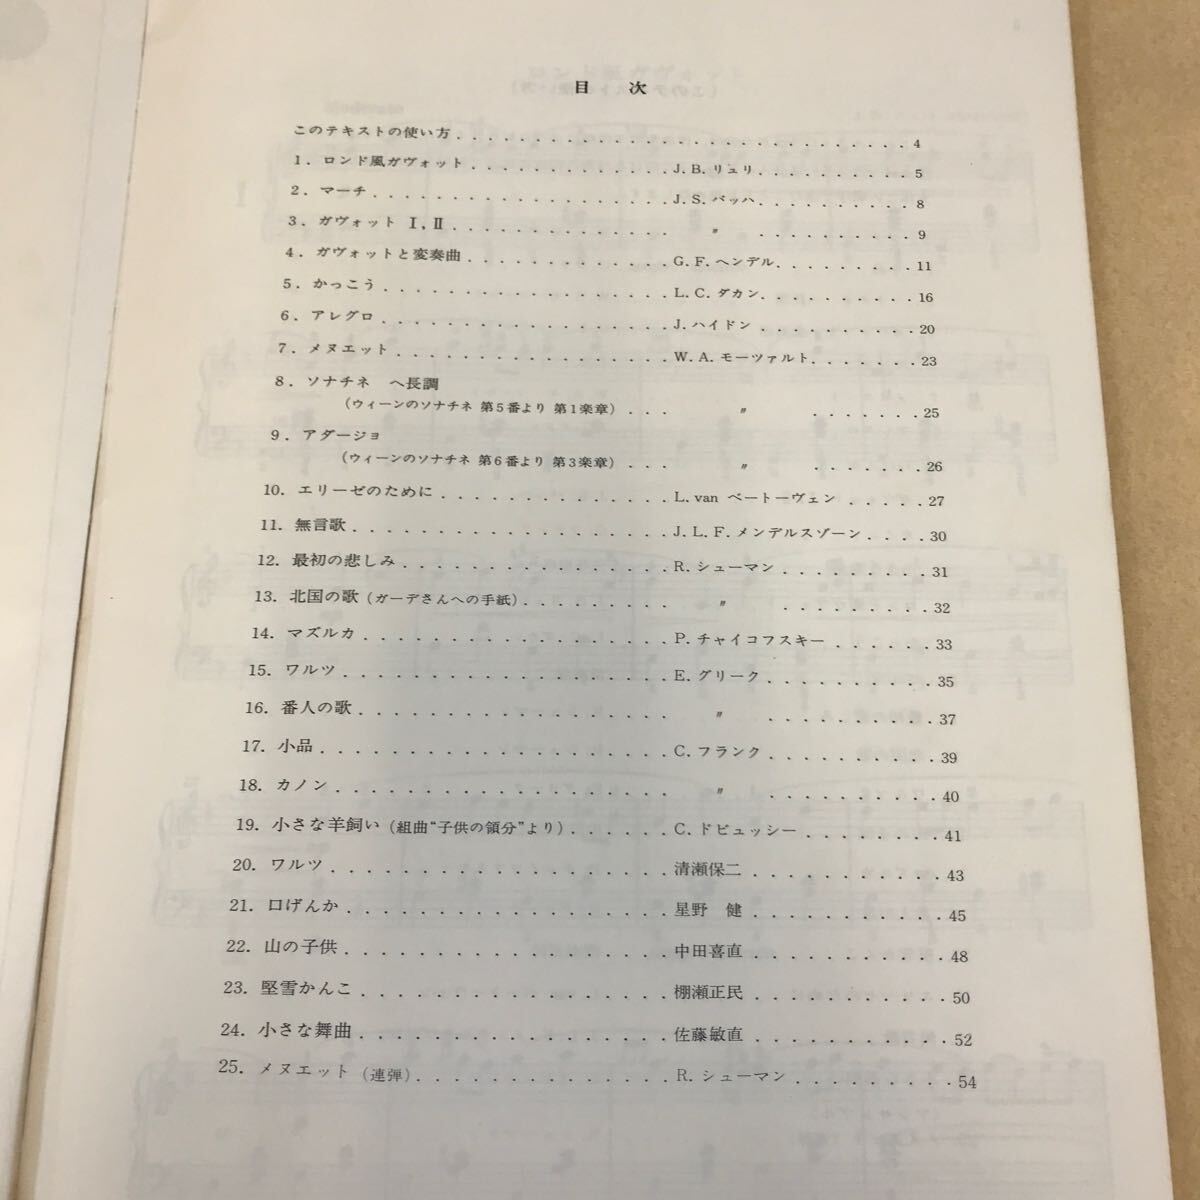 目 次
このテキストの使い方 . . . . . . . . . . . . . . . . . . . . . . . . . . . . 4
1. ロンド風ガヴォット . . . . . . . . . . . . . J.B.リュリ . . . . . . . . . . 5
2. マーチ . . . . . . . . . . . . . . . . . . . J.S.バッハ . . . . . . . . . . 8
3. ガヴォット Ⅰ,Ⅱ . . . . . . . . . . . . . . 〃 . . . . . . . . . . 9
4. ガヴォットと変奏曲 . . . . . . . . . . . . . G.F.ヘンデル . . . . . . . . . 11
5. かっこう . . . . . . . . . . . . . . . . . . L.C.ダカン . . . . . . . . . . 16
6. アレグロ . . . . . . . . . . . . . . . . . . J.ハイドン . . . . . . . . . . 20
7. メヌエット . . . . . . . . . . . . . . . . . W.A.モーツァルト . . . . . . . 23
8. ソナチネ ヘ長調
(ウィーンのソナチネ 第5番より 第1楽章) . . . 〃 . . . . . . . 25
9. アダージョ
(ウィーンのソナチネ 第6番より 第3楽章) . . . 〃 . . . . . . . 26
10. エリーゼのために . . . . . . . . . . . . . . L. van ベートーヴェン . . . . . 27
11. 無言歌 . . . . . . . . . . . . . . . . . . . J.L.F.メンデルスゾーン . . . . 30
12. 最初の悲しみ . . . . . . . . . . . . . . . . R.シューマン . . . . . . . . . 31
13. 北国の歌 (ガーデさんへの手紙) . . . . . . . . . 〃 . . . . . . . . . 32
14. マズルカ . . . . . . . . . . . . . . . . . . P.チャイコフスキー . . . . . . 33
15. ワルツ . . . . . . . . . . . . . . . . . . . E.グリーク . . . . . . . . . . 35
16. 番人の歌 . . . . . . . . . . . . . . . . . . 〃 . . . . . . . . . . 37
17. 小品 . . . . . . . . . . . . . . . . . . . . C.フランク . . . . . . . . . . 39
18. カノン . . . . . . . . . . . . . . . . . . . 〃 . . . . . . . . . . 40
19. 小さな羊飼い (組曲“子供の領分”より) . . . . . . C.ドビュッシー . . . . . . . . 41
20. ワルツ . . . . . . . . . . . . . . . . . . . 清瀬保二 . . . . . . . . . . . 43
21. 口げんか . . . . . . . . . . . . . . . . . . 星野 健 . . . . . . . . . . . 45
22. 山の子供 . . . . . . . . . . . . . . . . . . 中田喜直 . . . . . . . . . . . 48
23. 堅雪かんこ . . . . . . . . . . . . . . . . . 棚瀬正民 . . . . . . . . . . . 50
24. 小さな舞曲 . . . . . . . . . . . . . . . . . 佐藤敏直 . . . . . . . . . . . 52
25. メヌエット (連弾) . . . . . . . . . . . . . . R.シューマン . . . . . . . . . 54